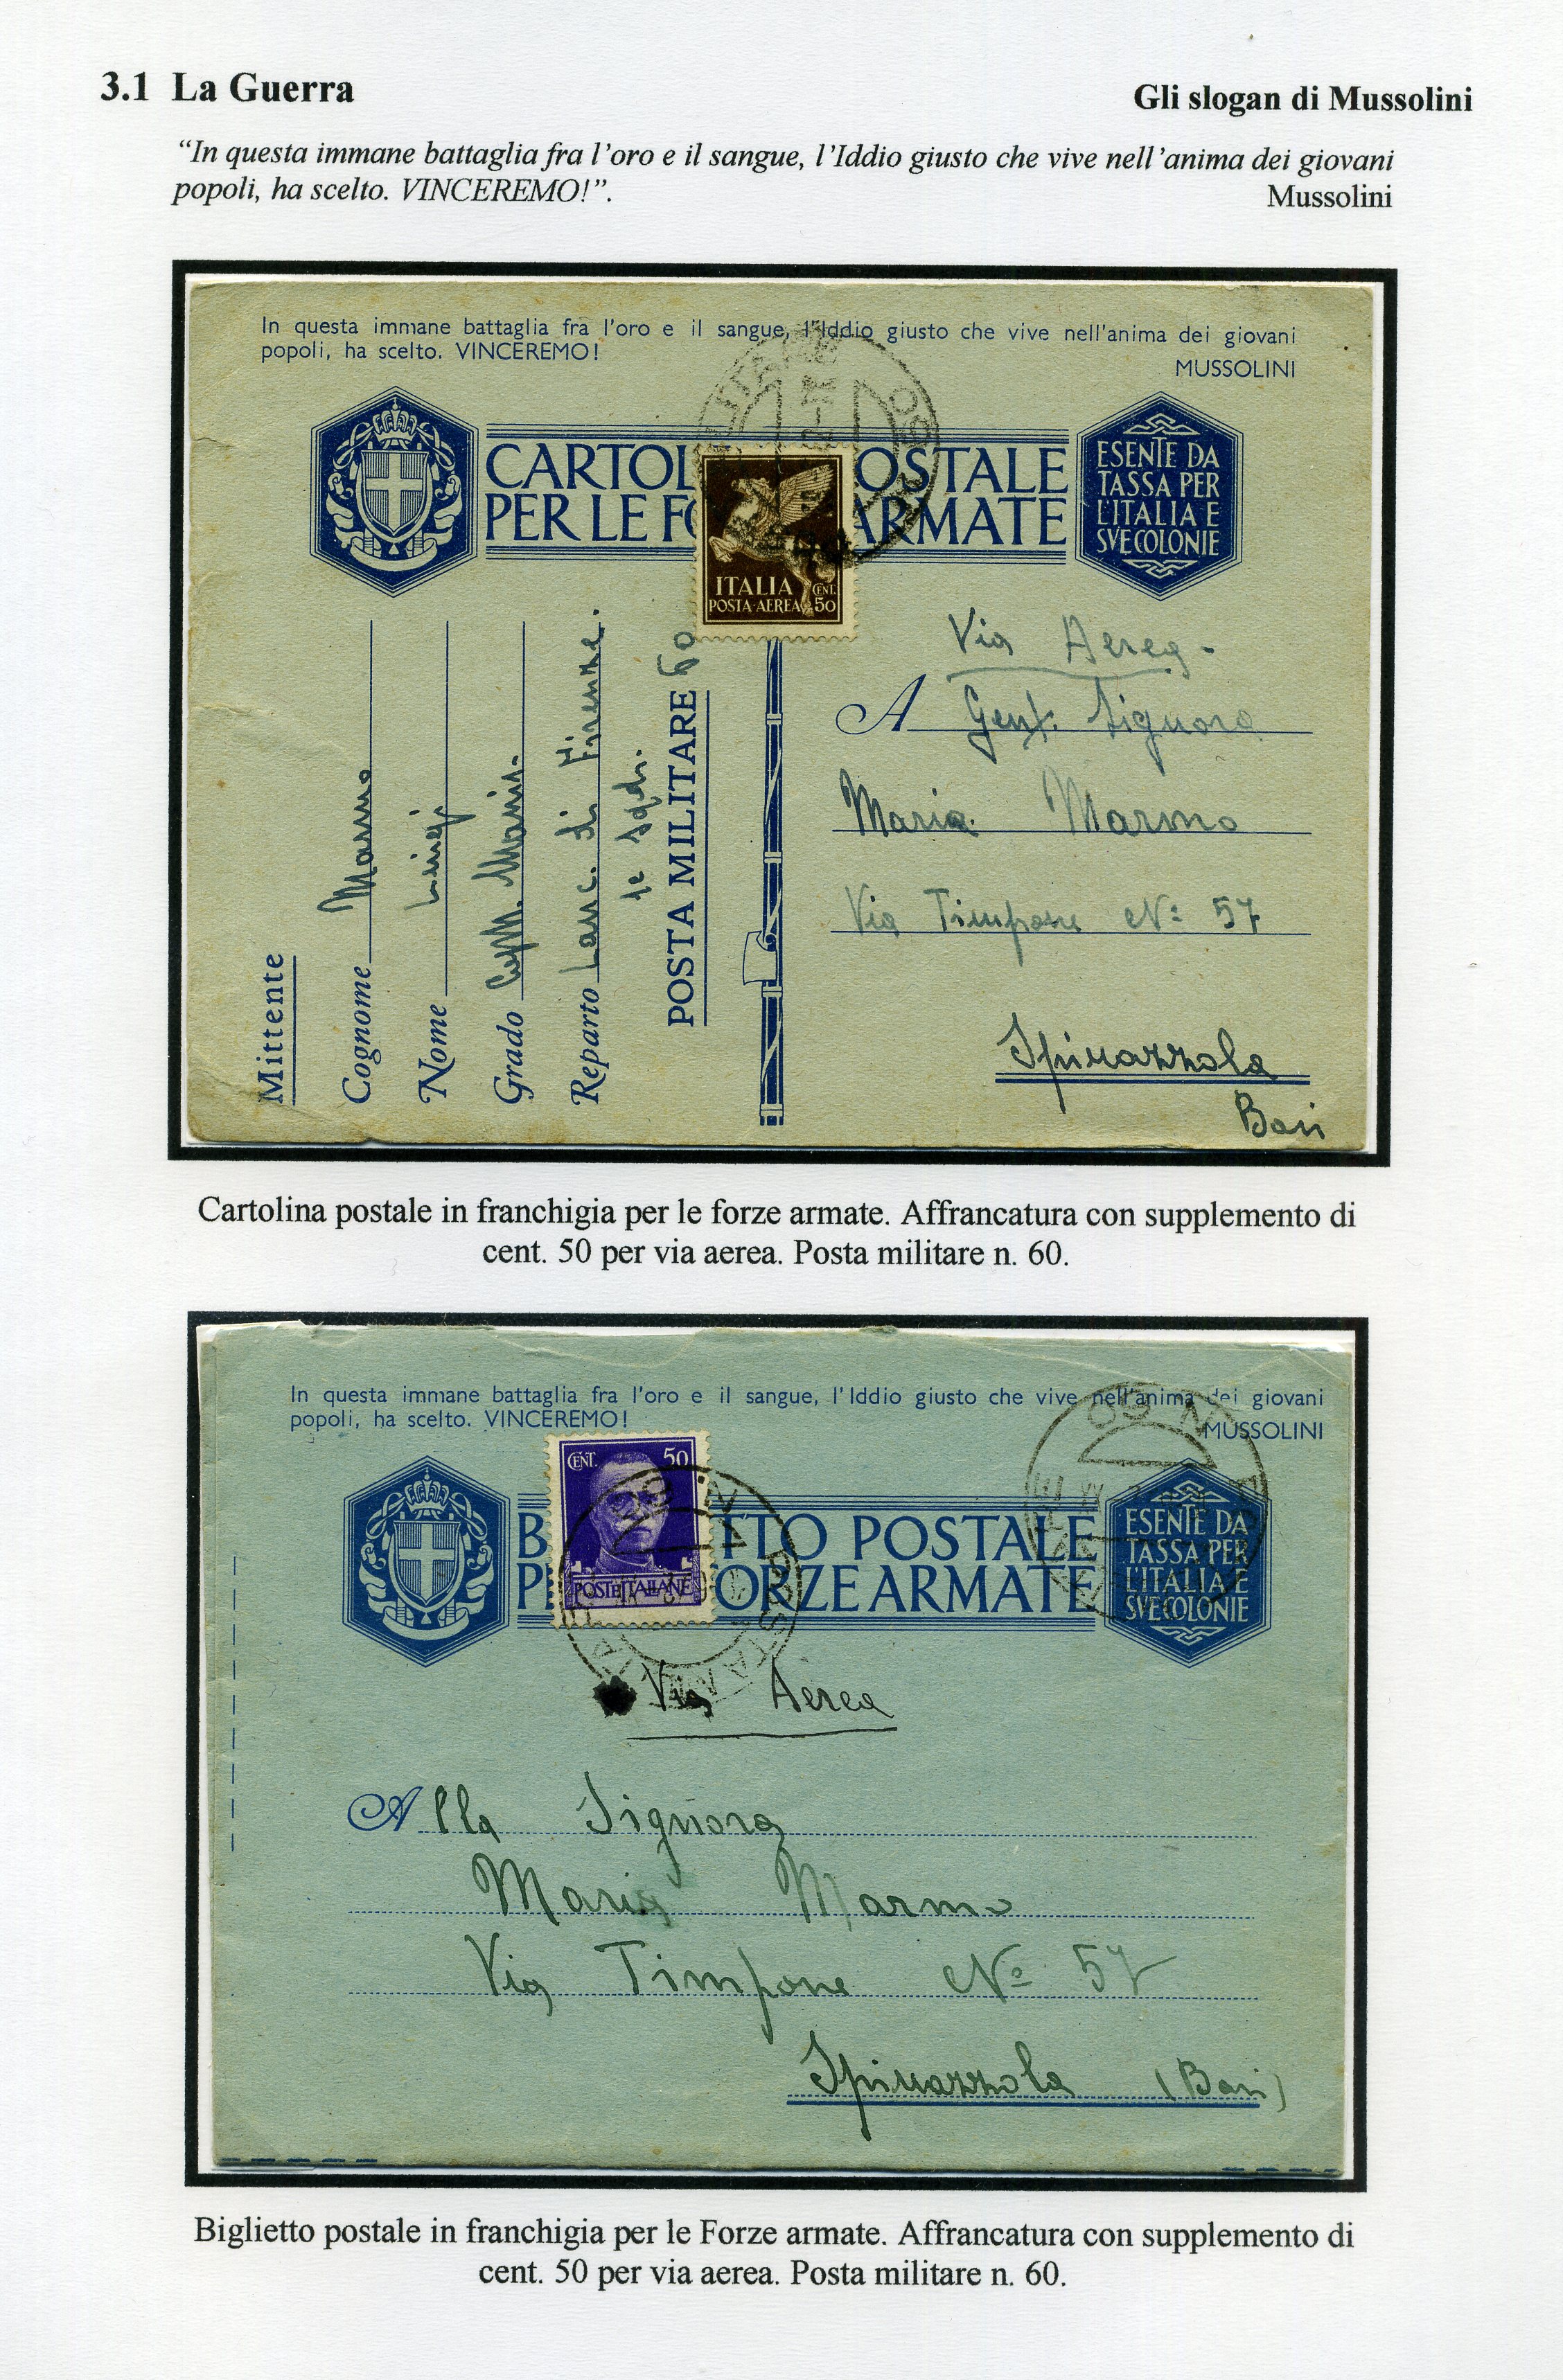 3.1 La Guerra
Gli slogan di Mussolini
“In questa immane battaglia fra l’oro e il sangue, l’Iddio giusto che vive nell’anima dei giovani
popoli, ha scelto. VINCEREMO!”.
Mussolini
In questa immane battaglia fra l'oro e il sangue, l'Iddio giusto che vive nell'anima dei giovani
popoli, ha scelto. VINCEREMO!
MUSSOLINI
CARTOL OSTALE
PER LE FO ARMATE
ESENTE DA
TASSA PER
L'ITALIA E
SVE COLONIE
ITALIA
POSTA-AEREA
CENT.
50
Mittente
Cognome Marmo
Nome Luigi
Grado
Reparto Lanc. di Firenze.
POSTA MILITARE 60
Via Aerea-
A Gent. Signora
Maria Marmo
Via Timpone N° 57
Spinazzola
Bari
Cartolina postale in franchigia per le forze armate. Affrancatura con supplemento di
cent. 50 per via aerea. Posta militare n. 60.
In questa immane battaglia fra l'oro e il sangue, l'Iddio giusto che vive nell'anima dei giovani
popoli, ha scelto. VINCEREMO!
MUSSOLINI
CENT. 50
POSTE ITALIANE
B TTO POSTALE
PE ORZE ARMATE
ESENTE DA
TASSA PER
L'ITALIA E
SVE COLONIE
Via Aerea
Alla Signora
Maria Marmo
Via Timpone N° 57
Spinazzola (Bari)
Biglietto postale in franchigia per le Forze armate. Affrancatura con supplemento di
cent. 50 per via aerea. Posta militare n. 60.